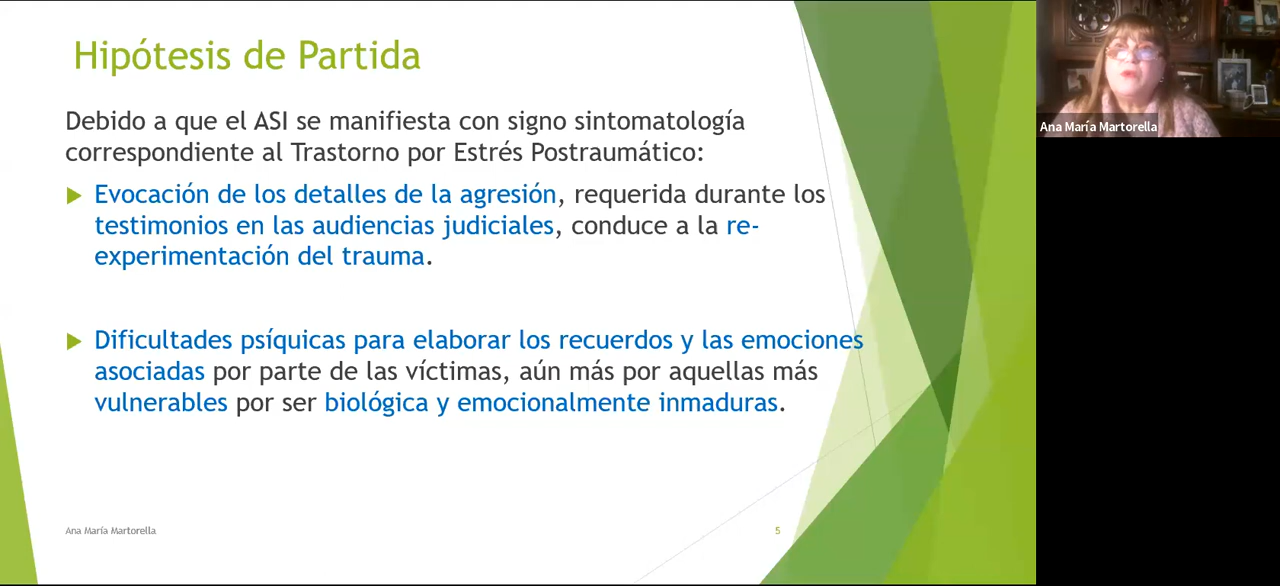 Hipótesis de Partida
Debido a que el ASI se manifiesta con signo sintomatología
correspondiente al Trastorno por Estrés Postraumático:
Evocación de los detalles de la agresión, requerida durante los
testimonios en las audiencias judiciales, conduce a la re-
experimentación del trauma.
Dificultades psíquicas para elaborar los recuerdos y las emociones
asociadas por parte de las víctimas, aún más por aquellas más
vulnerables por ser biológica y emocionalmente inmaduras.
Ana María Martorella
5
Ana María Martorella